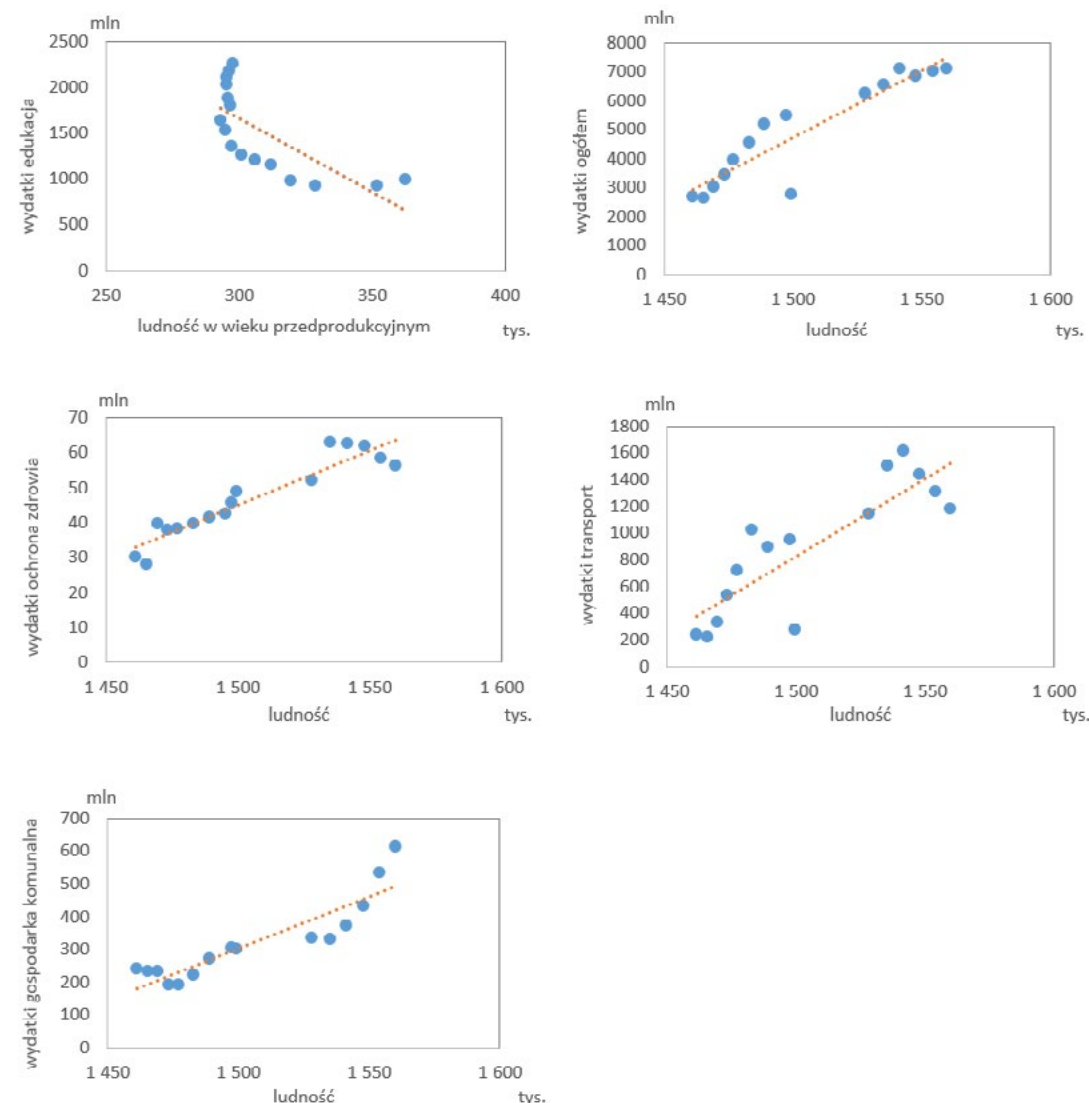 mln
2500
2000
1500
1000
500
0
250 300 350 400
wydatki edukacja
ludność w wieku przedprodukcyjnym tys.
mln
8000
7000
6000
5000
4000
3000
2000
1000
0
1 450 1 500 1 550 1 600
wydatki ogółem
ludność
tys.
mln
70
60
50
40
30
20
10
0
1 450 1 500 1 550 1 600
wydatki ochrona zdrowia
ludność tys.
mln
1800
1600
1400
1200
1000
800
600
400
200
0
1 450 1 500 1 550 1 600
wydatki transport
ludność tys.
mln
700
600
500
400
300
200
100
0
1 450 1 500 1 550 1 600
wydatki gospodarka komunalna
ludność tys.